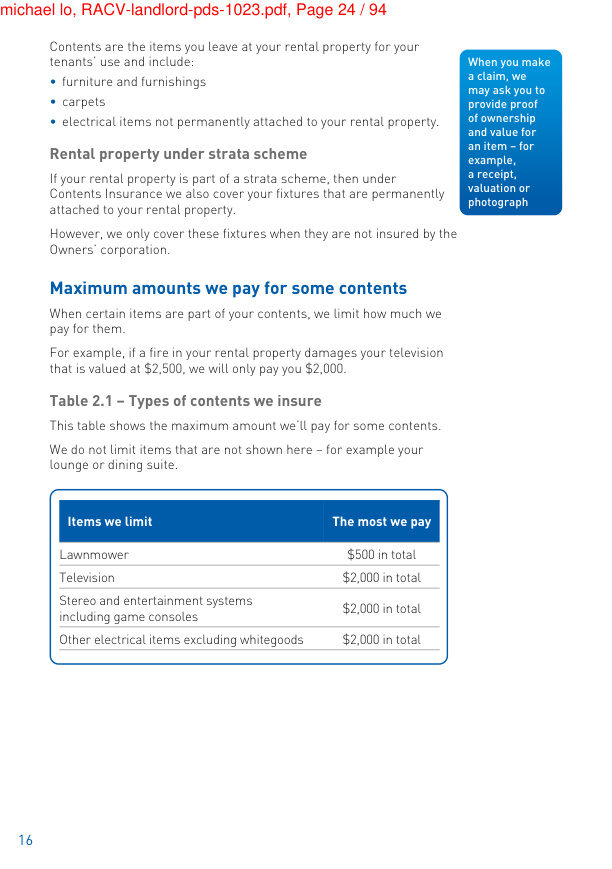 michael lo, RACV-landlord-pds-1023.pdf, Page 24 / 94
Contents are the items you leave at your rental property for your
tenants’ use and include:
• furniture and furnishings
• carpets
• electrical items not permanently attached to your rental property.
Rental property under strata scheme
If your rental property is part of a strata scheme, then under
Contents Insurance we also cover your fixtures that are permanently
attached to your rental property.
However, we only cover these fixtures when they are not insured by the
Owners’ corporation.
When you make
a claim, we
may ask you to
provide proof
of ownership
and value for
an item – for
example,
a receipt,
valuation or
photograph
Maximum amounts we pay for some contents
When certain items are part of your contents, we limit how much we
pay for them.
For example, if a fire in your rental property damages your television
that is valued at $2,500, we will only pay you $2,000.
Table 2.1 – Types of contents we insure
This table shows the maximum amount we’ll pay for some contents.
We do not limit items that are not shown here – for example your
lounge or dining suite.
Items we limit The most we pay
Lawnmower $500 in total
Television $2,000 in total
Stereo and entertainment systems
including game consoles $2,000 in total
Other electrical items excluding whitegoods $2,000 in total
16